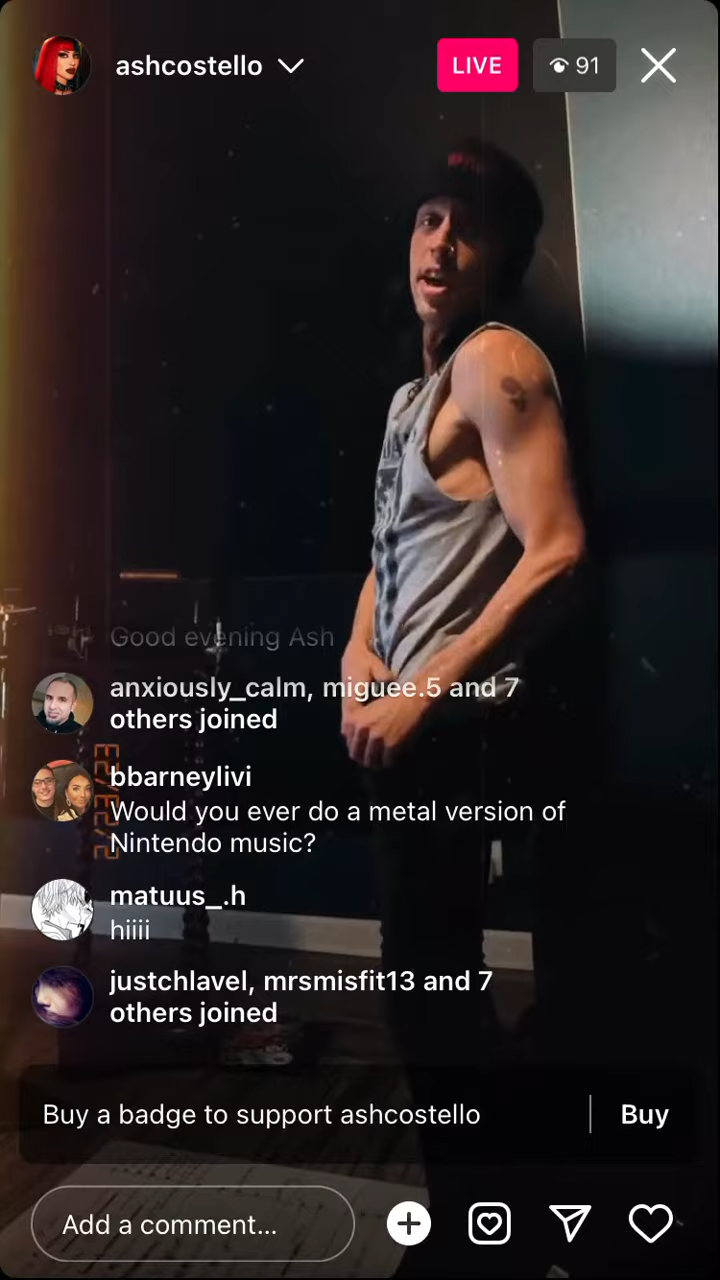 ashcostello
LIVE
91
Good evening Ash
anxiously_calm, miguee.5 and 7
others joined
bbarneylivi
Would you ever do a metal version of
Nintendo music?
matuus_.h
hiiii
justchlavel, mrsmisfit13 and 7
others joined
Buy a badge to support ashcostello
Buy
Add a comment...